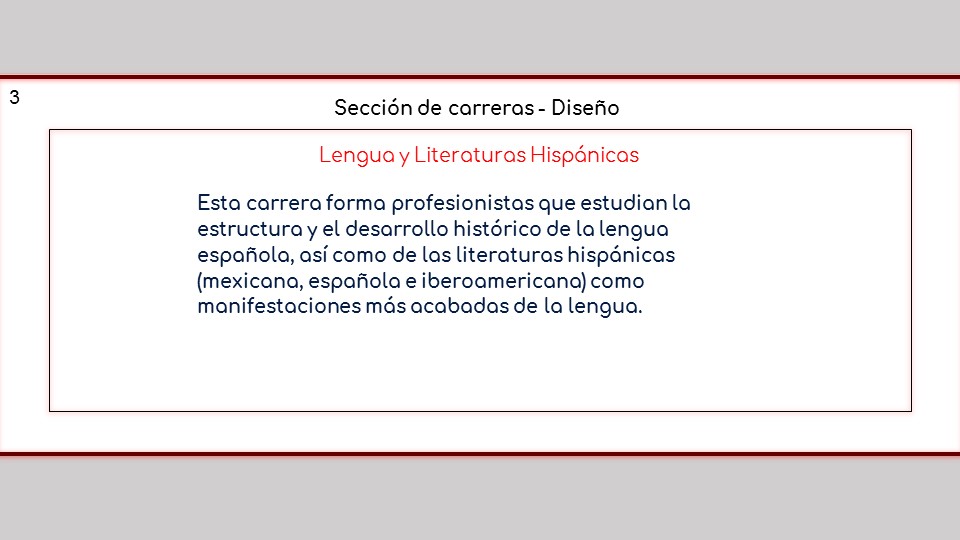 3
Sección de carreras - Diseño
Lengua y Literaturas Hispánicas
Esta carrera forma profesionistas que estudian la
estructura y el desarrollo histórico de la lengua
española, así como de las literaturas hispánicas
(mexicana, española e iberoamericana) como
manifestaciones más acabadas de la lengua.